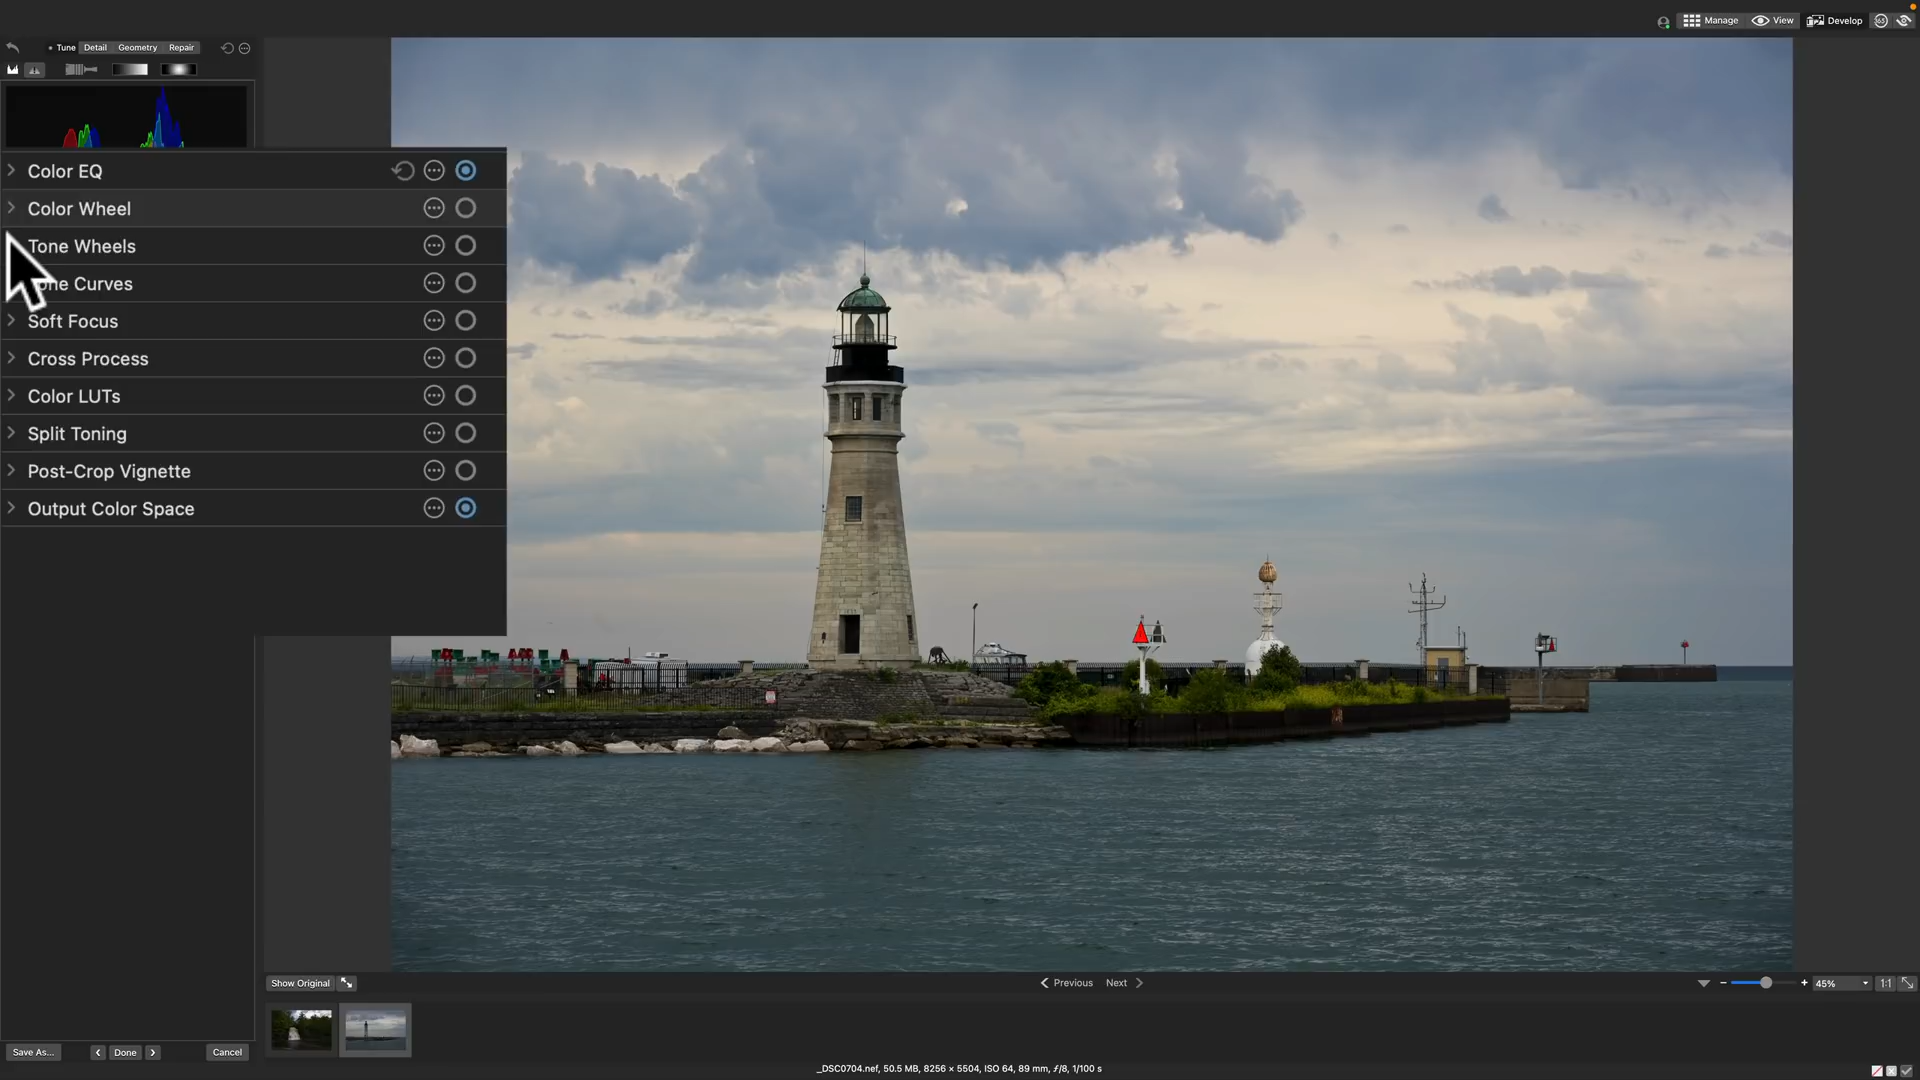 Manage View Develop 365
Tune Detail Geometry Repair
Color EQ
Color Wheel
Tone Wheels
ne Curves
Soft Focus
Cross Process
Color LUTs
Split Toning
Post-Crop Vignette
Output Color Space
Show Original
Previous Next
- + 45% 1:1
Save As... Done Cancel
_DSC0704.nef, 50.5 MB, 8256 × 5504, ISO 64, 89 mm, ƒ/8, 1/100 s